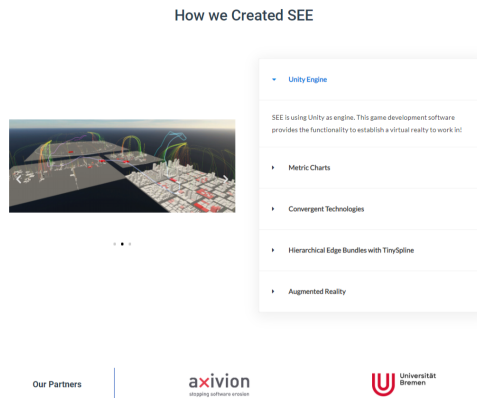 How we Created SEE
Unity Engine
SEE is using Unity as engine. This game development software
provides the functionality to establish a virtual realty to work in!
Metric Charts
Convergent Technologies
Hierarchical Edge Bundles with TinySpline
Augmented Reality
Our Partners
axivion
stopping software erosion
Universität
Bremen